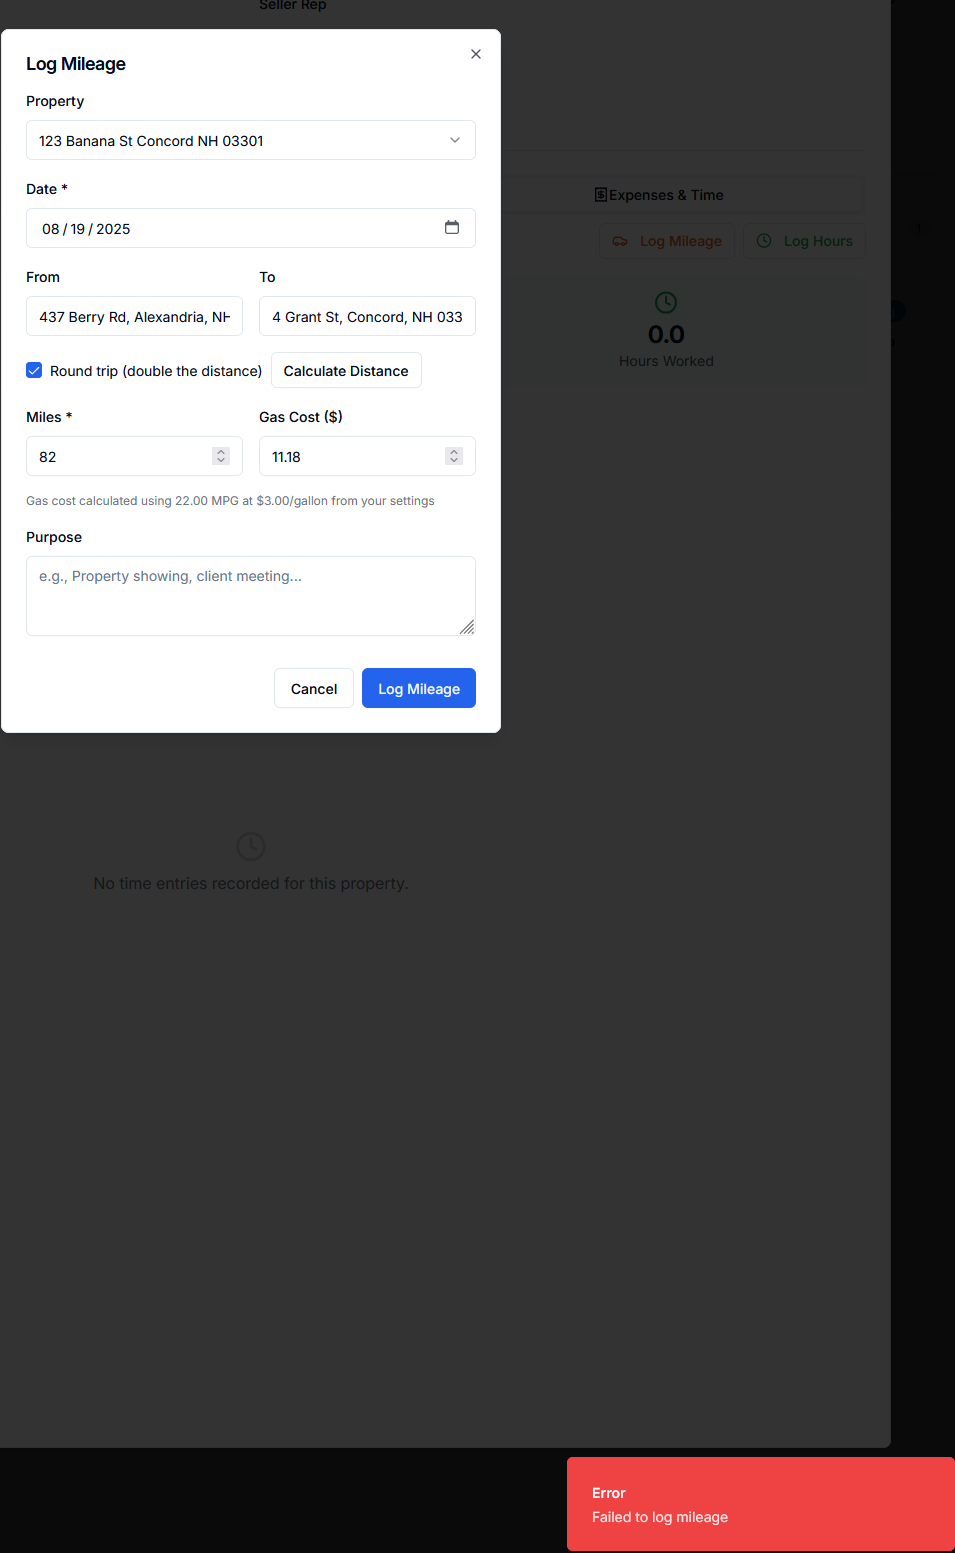 Seller Rep
Log Mileage
Property
123 Banana St Concord NH 03301
Date *
08 / 19 / 2025
From
To
437 Berry Rd, Alexandria, NH
4 Grant St, Concord, NH 033
Round trip (double the distance)
Calculate Distance
Miles *
Gas Cost ($)
82
11.18
Gas cost calculated using 22.00 MPG at $3.00/gallon from your settings
Purpose
e.g., Property showing, client meeting...
Cancel
Log Mileage
Expenses & Time
Log Mileage
Log Hours
0.0
Hours Worked
No time entries recorded for this property.
Error
Failed to log mileage